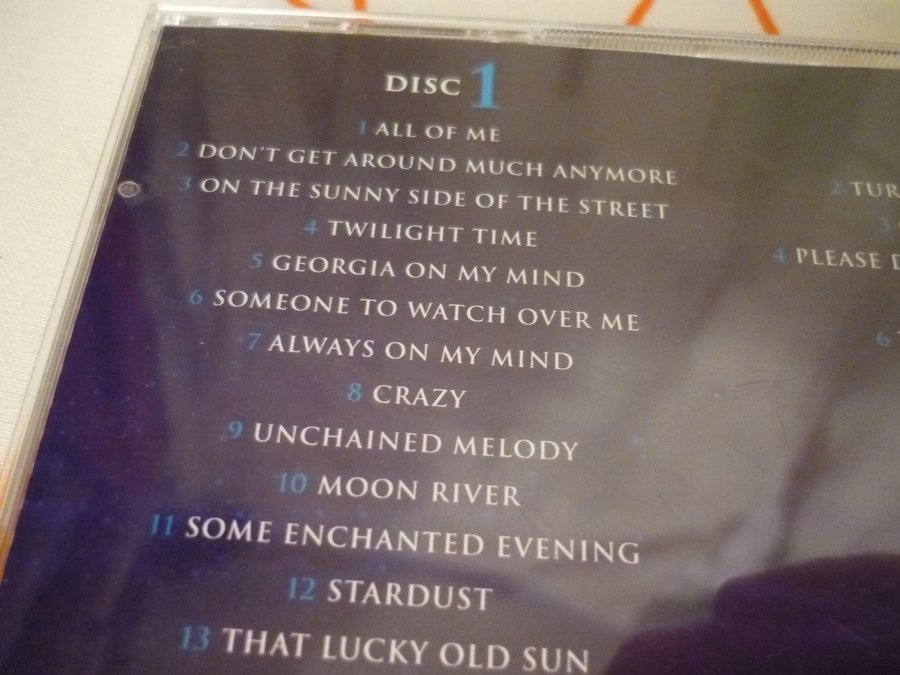 DISC 1
1 ALL OF ME
2 DON'T GET AROUND MUCH ANYMORE
3 ON THE SUNNY SIDE OF THE STREET
4 TWILIGHT TIME
5 GEORGIA ON MY MIND
6 SOMEONE TO WATCH OVER ME
7 ALWAYS ON MY MIND
8 CRAZY
9 UNCHAINED MELODY
10 MOON RIVER
11 SOME ENCHANTED EVENING
12 STARDUST
13 THAT LUCKY OLD SUN
2
3
4 PLEASE
6